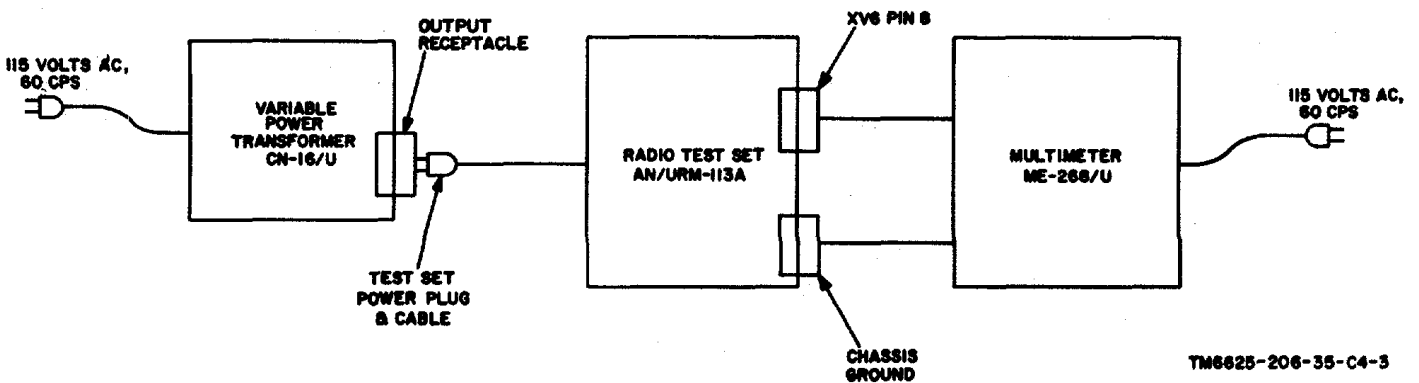 115 VOLTS AC,
60 CPS
VARIABLE
POWER
TRANSFORMER
CN-16/U
OUTPUT
RECEPTACLE
TEST SET
POWER PLUG
& CABLE
RADIO TEST SET
AN/URM-113A
XV6 PIN 8
CHASSIS
GROUND
MULTIMETER
ME-266/U
115 VOLTS AC,
60 CPS
TM6625-206-35-C4-3